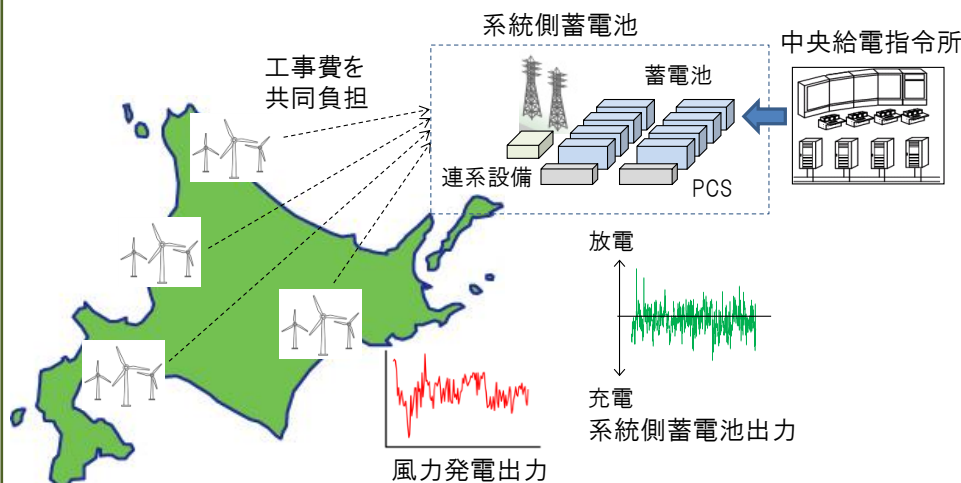 系統側蓄電池
中央給電指令所
工事費を
共同負担
蓄電池
連系設備
PCS
放電
充電
系統側蓄電池出力
風力発電出力